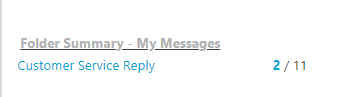 Folder Summary - My Messages
Customer Service Reply 2 / 11